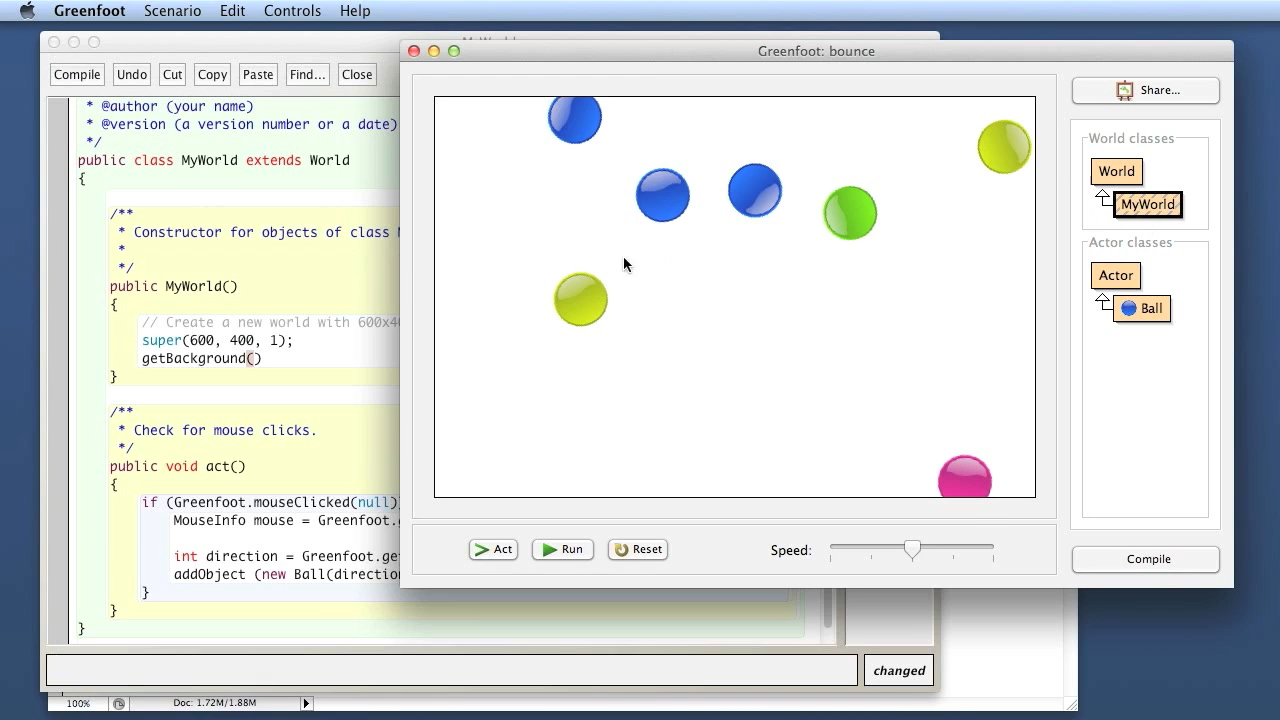 Greenfoot Scenario Edit Controls Help
MyWorld
Compile Undo Cut Copy Paste Find... Close
* @author (your name)
* @version (a version number or a date)
*/
public class MyWorld extends World
{
/**
* Constructor for objects of class M
*
*/
public MyWorld()
{
// Create a new world with 600x40
super(600, 400, 1);
getBackground()
}
/**
* Check for mouse clicks.
*/
public void act()
{
if (Greenfoot.mouseClicked(null)
MouseInfo mouse = Greenfoot.g
int direction = Greenfoot.get
addObject (new Ball(direction
}
}
}
changed
100% Doc: 1.72M/1.88M
Greenfoot: bounce
Share...
World classes
World
MyWorld
Actor classes
Actor
Ball
Act Run Reset Speed:
Compile